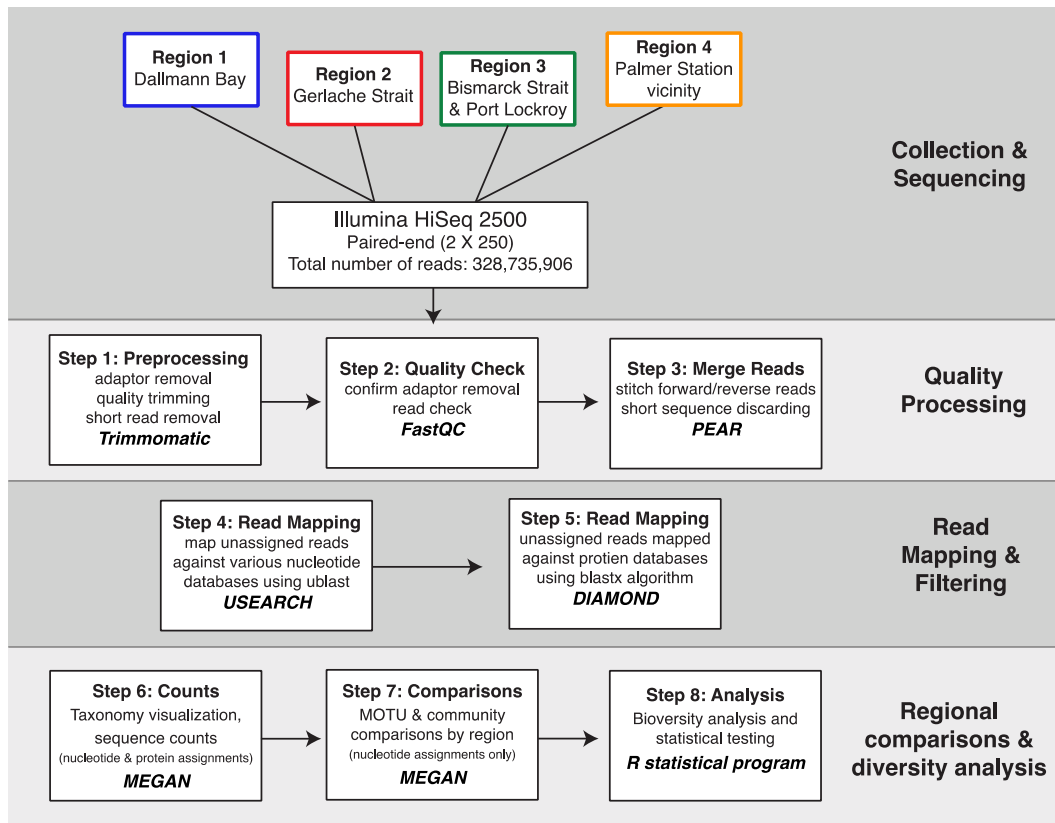 Region 1
Dallmann Bay
Region 2
Gerlache Strait
Region 3
Bismarck Strait
& Port Lockroy
Region 4
Palmer Station
vicinity
Collection &
Sequencing
Illumina HiSeq 2500
Paired-end (2 X 250)
Total number of reads: 328,735,906
Step 1: Preprocessing
adaptor removal
quality trimming
short read removal
Trimmomatic
Step 2: Quality Check
confirm adaptor removal
read check
FastQC
Step 3: Merge Reads
stitch forward/reverse reads
short sequence discarding
PEAR
Quality
Processing
Step 4: Read Mapping
map unassigned reads
against various nucleotide
databases using ublast
USEARCH
Step 5: Read Mapping
unassigned reads mapped
against protien databases
using blastx algorithm
DIAMOND
Read
Mapping &
Filtering
Step 6: Counts
Taxonomy visualization,
sequence counts
(nucleotide & protein assignments)
MEGAN
Step 7: Comparisons
MOTU & community
comparisons by region
(nucleotide assignments only)
MEGAN
Step 8: Analysis
Bioversity analysis and
statistical testing
R statistical program
Regional
comparisons &
diversity analysis